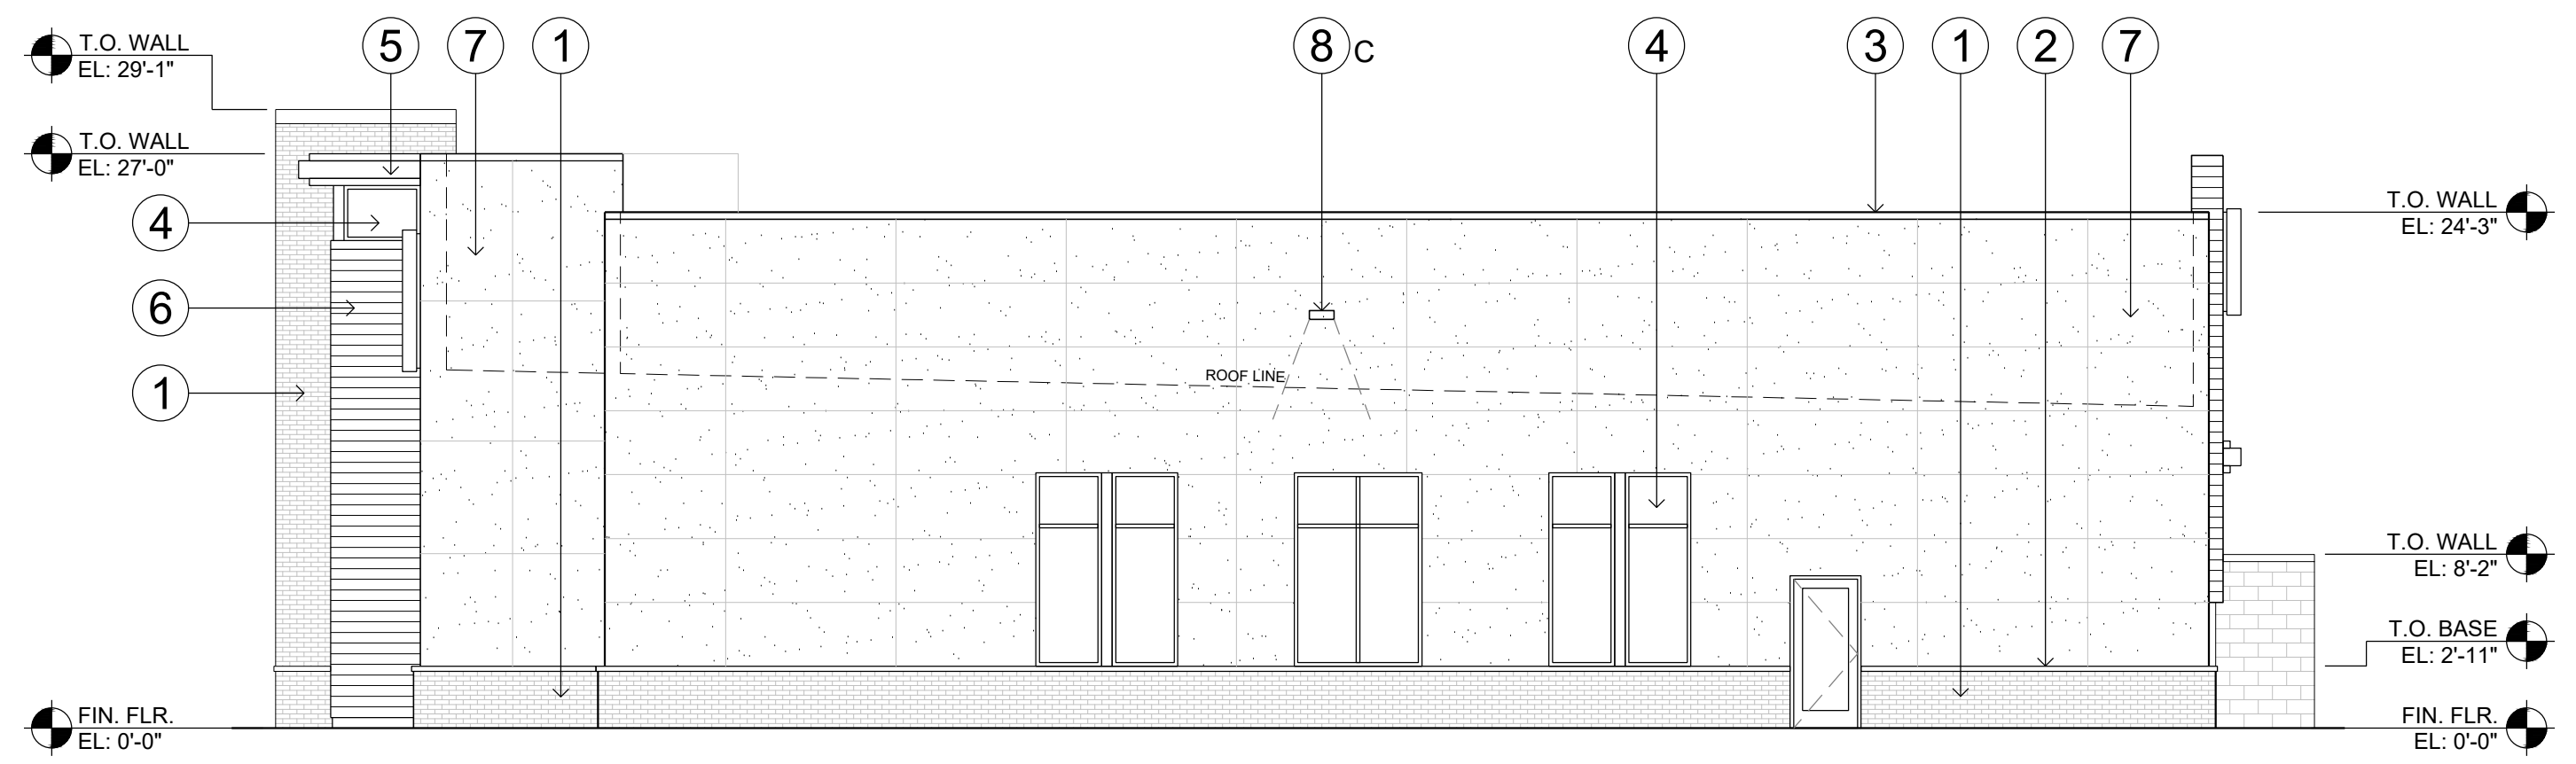 T.O. WALL
EL: 29'-1"
5
7
1
8 C
4
3
1
2
7
T.O. WALL
EL: 27'-0"
4
T.O. WALL
EL: 24'-3"
6
ROOF LINE
1
T.O. WALL
EL: 8'-2"
T.O. BASE
EL: 2'-11"
FIN. FLR.
EL: 0'-0"
FIN. FLR.
EL: 0'-0"